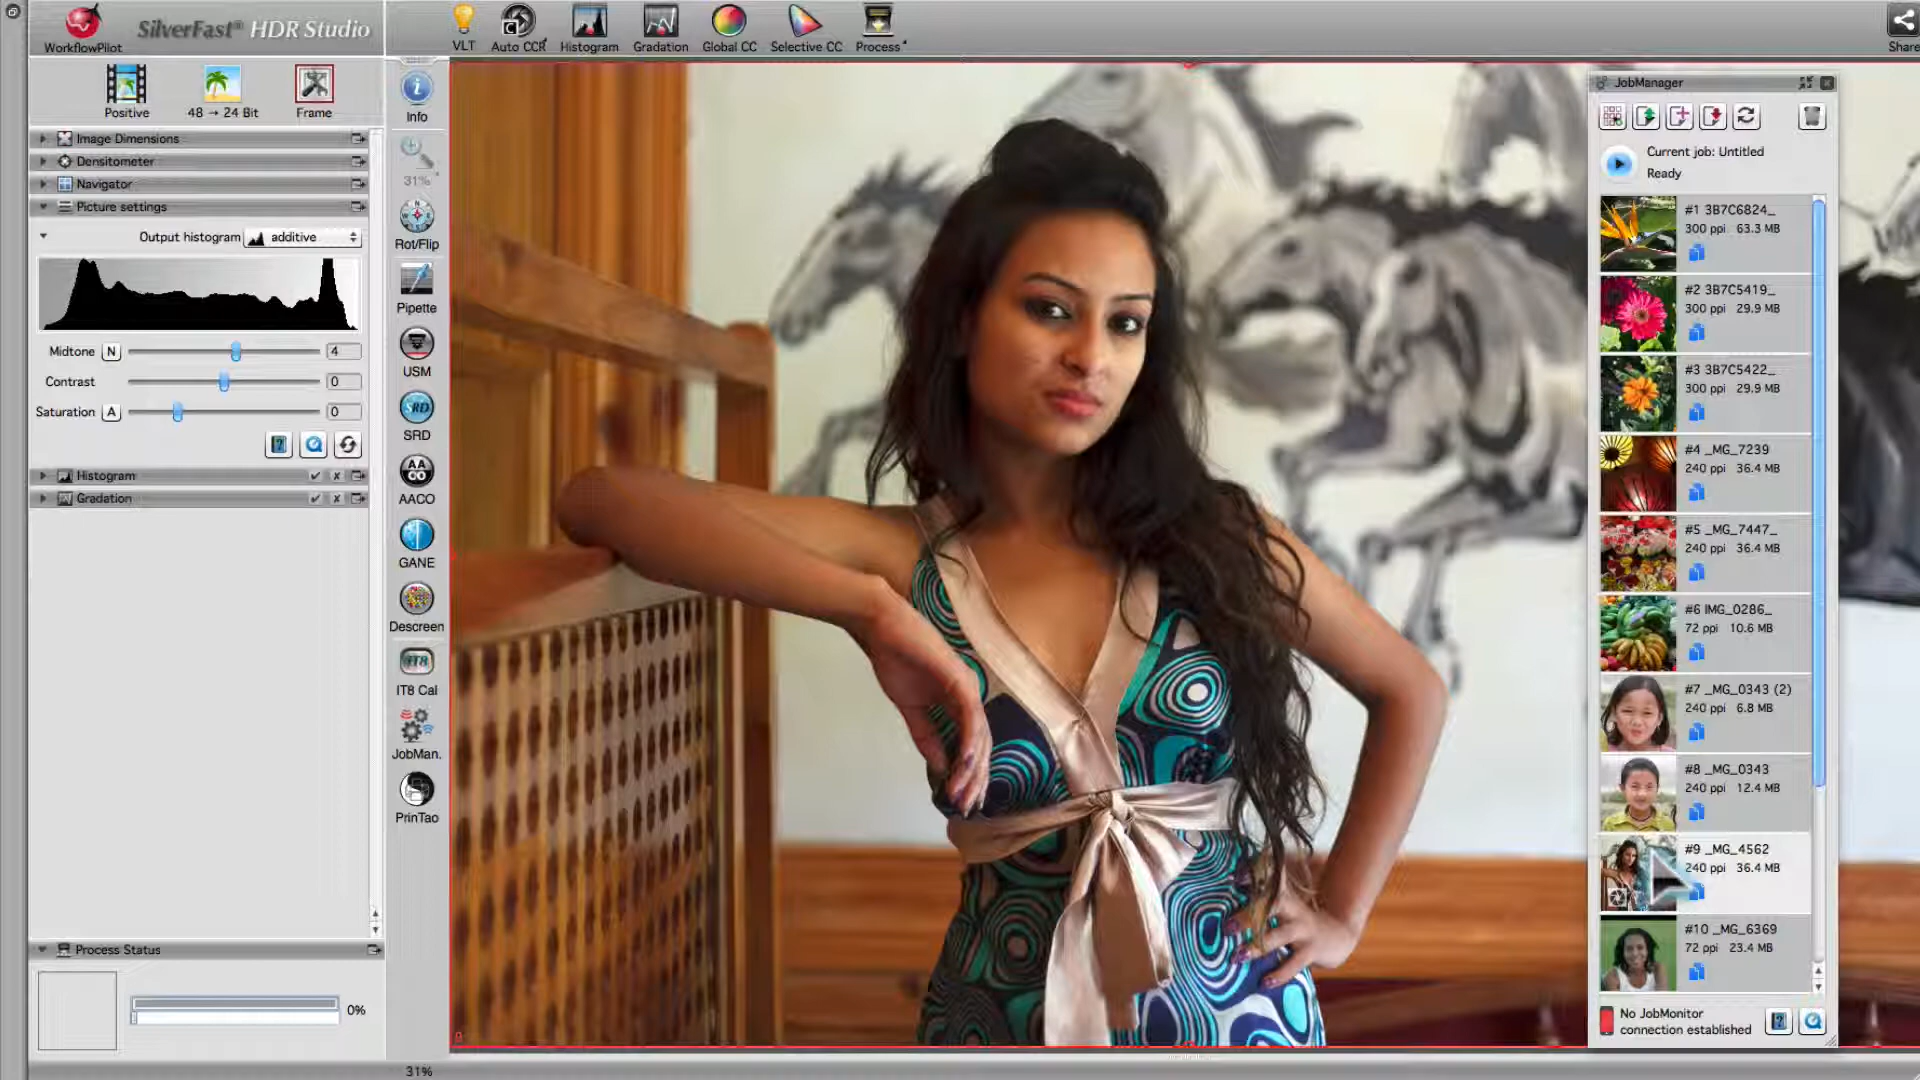 WorkflowPilot
SilverFast® HDR Studio
VLT
Auto CCR
Histogram
Gradation
Global CC
Selective CC
Process
Share
Positive
48 → 24 Bit
Frame
Image Dimensions
Densitometer
Navigator
Picture settings
Output histogram
additive
Midtone
N
4
Contrast
0
Saturation
A
0
Histogram
Gradation
Process Status
0%
Info
31%
Rot/Flip
Pipette
USM
SRD
SRD
AA
CO
AACO
GANE
Descreen
IT8
IT8 Cal
JobMan.
PrinTao
31%
JobManager
Current job: Untitled
Ready
#1 3B7C6824_
300 ppi 63.3 MB
#2 3B7C5419_
300 ppi 29.9 MB
#3 3B7C5422_
300 ppi 29.9 MB
#4 _MG_7239
240 ppi 36.4 MB
#5 _MG_7447_
240 ppi 36.4 MB
#6 IMG_0286_
72 ppi 10.6 MB
#7 _MG_0343 (2)
240 ppi 6.8 MB
#8 _MG_0343
240 ppi 12.4 MB
#9 _MG_4562
240 ppi 36.4 MB
#10 _MG_6369
72 ppi 23.4 MB
No JobMonitor
connection established